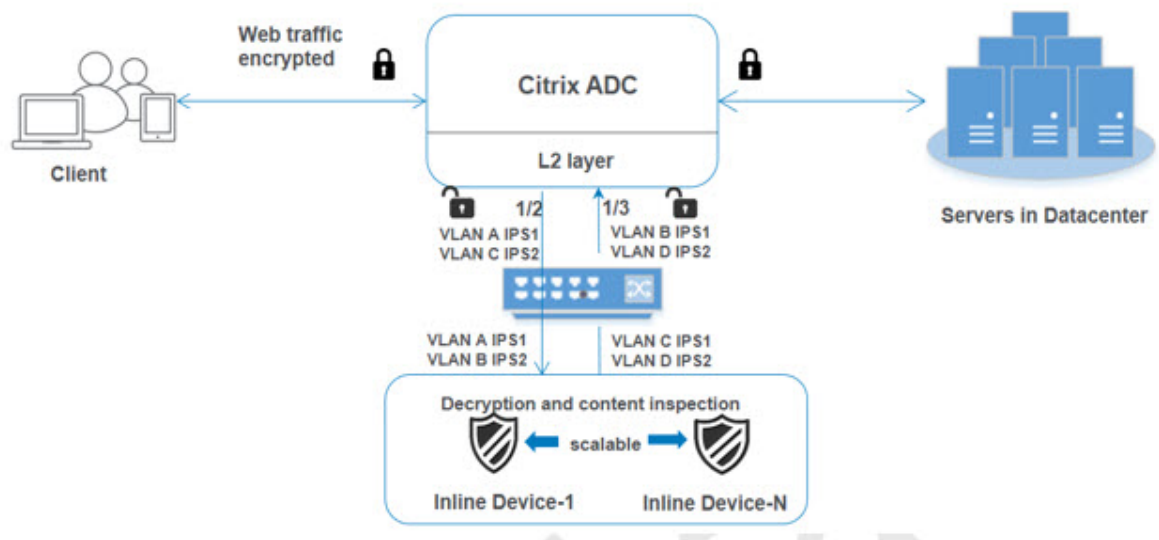 Web traffic
encrypted
Citrix ADC
L2 layer
Client
Servers in Datacenter
1/2
1/3
VLAN A IPS1
VLAN C IPS2
VLAN B IPS1
VLAN D IPS2
VLAN A IPS1
VLAN B IPS2
VLAN C IPS1
VLAN D IPS2
Decryption and content inspection
scalable
Inline Device-1
Inline Device-N